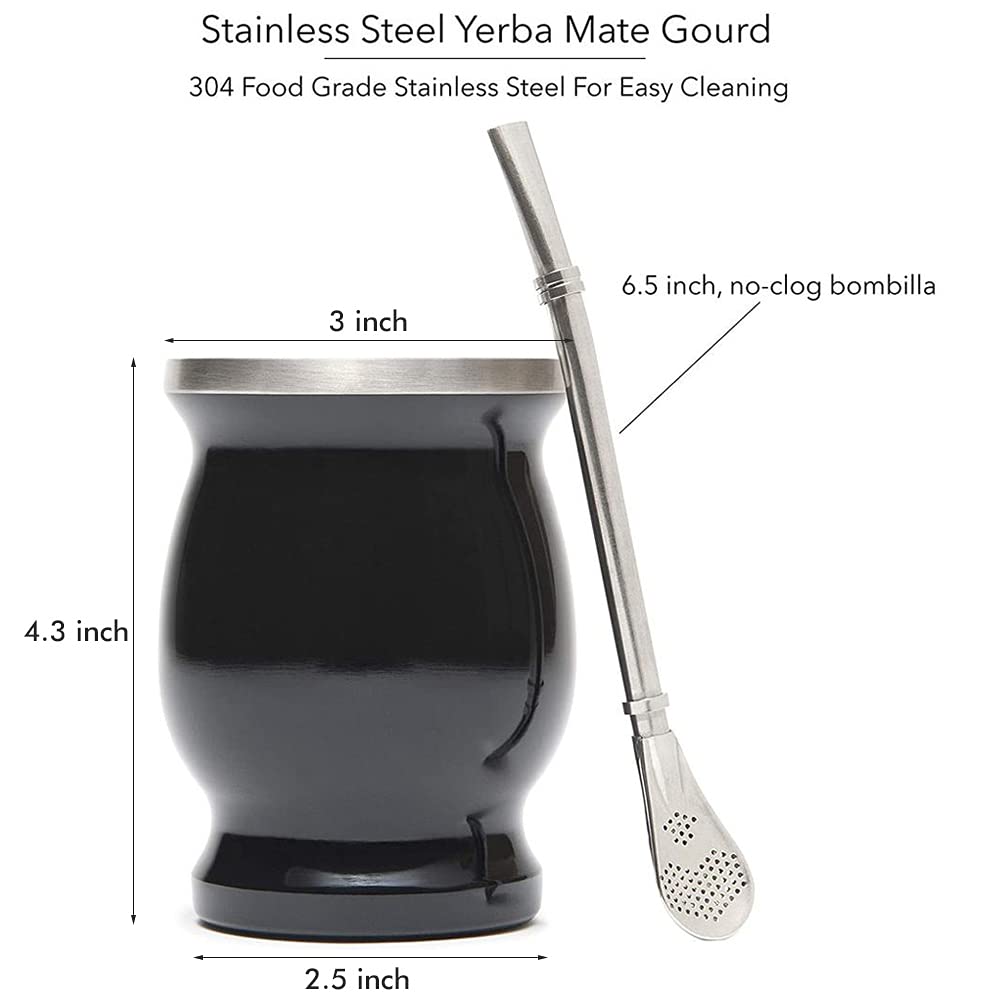 Stainless Steel Yerba Mate Gourd
304 Food Grade Stainless Steel For Easy Cleaning
6.5 inch, no-clog bombilla
3 inch
4.3 inch
2.5 inch